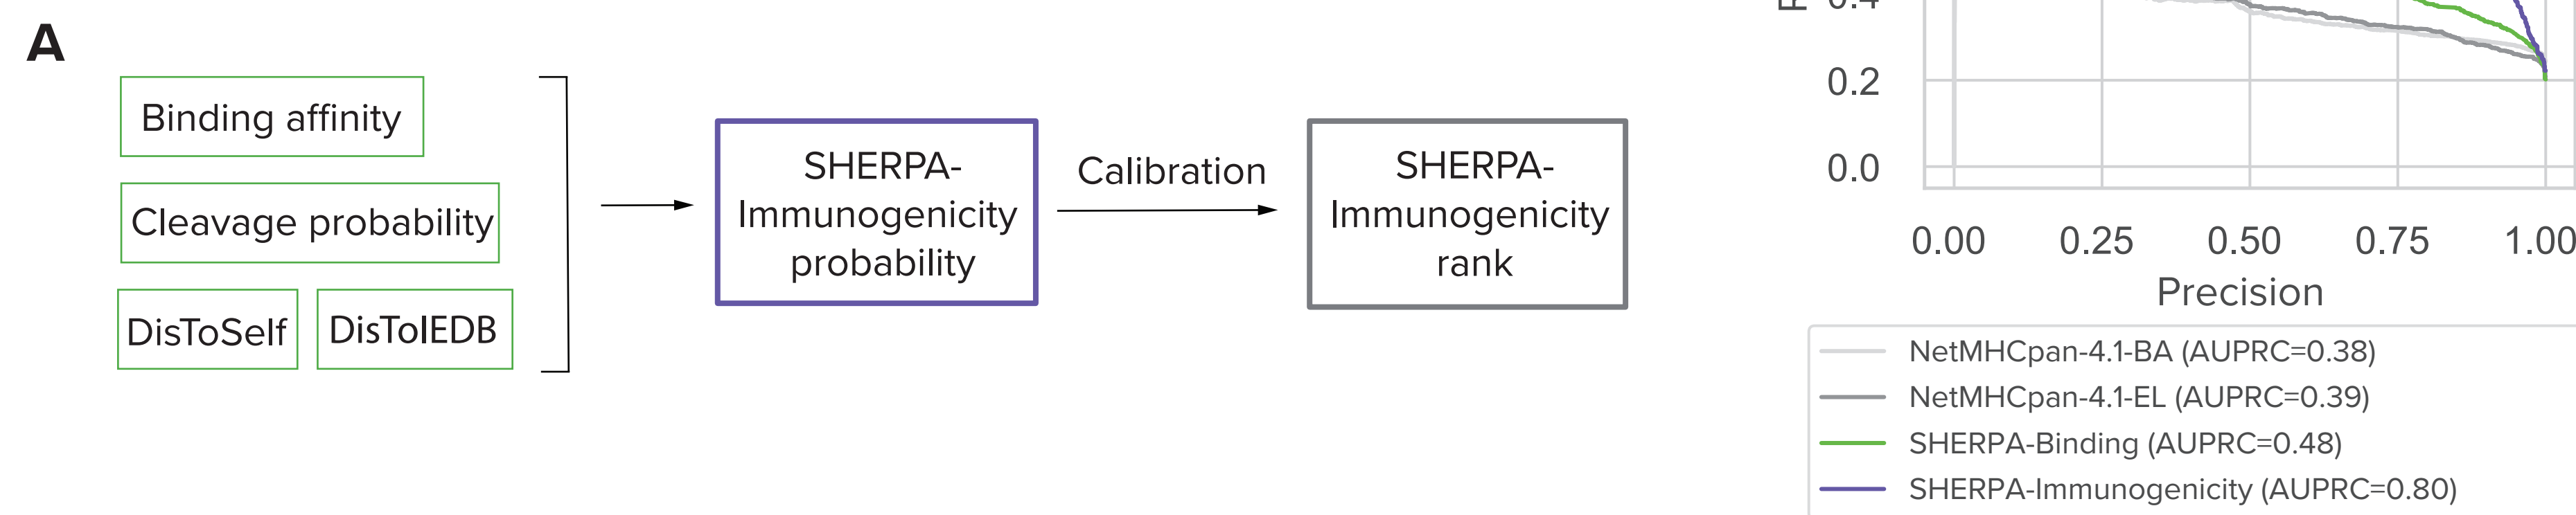 A
Binding affinity
Cleavage probability
DisToSelf
DisToIEDB
SHERPA-
Immunogenicity
probability
Calibration
SHERPA-
Immunogenicity
rank
0.2
0.0
0.00 0.25 0.50 0.75 1.00
Precision
NetMHCpan-4.1-BA (AUPRC=0.38)
NetMHCpan-4.1-EL (AUPRC=0.39)
SHERPA-Binding (AUPRC=0.48)
SHERPA-Immunogenicity (AUPRC=0.80)